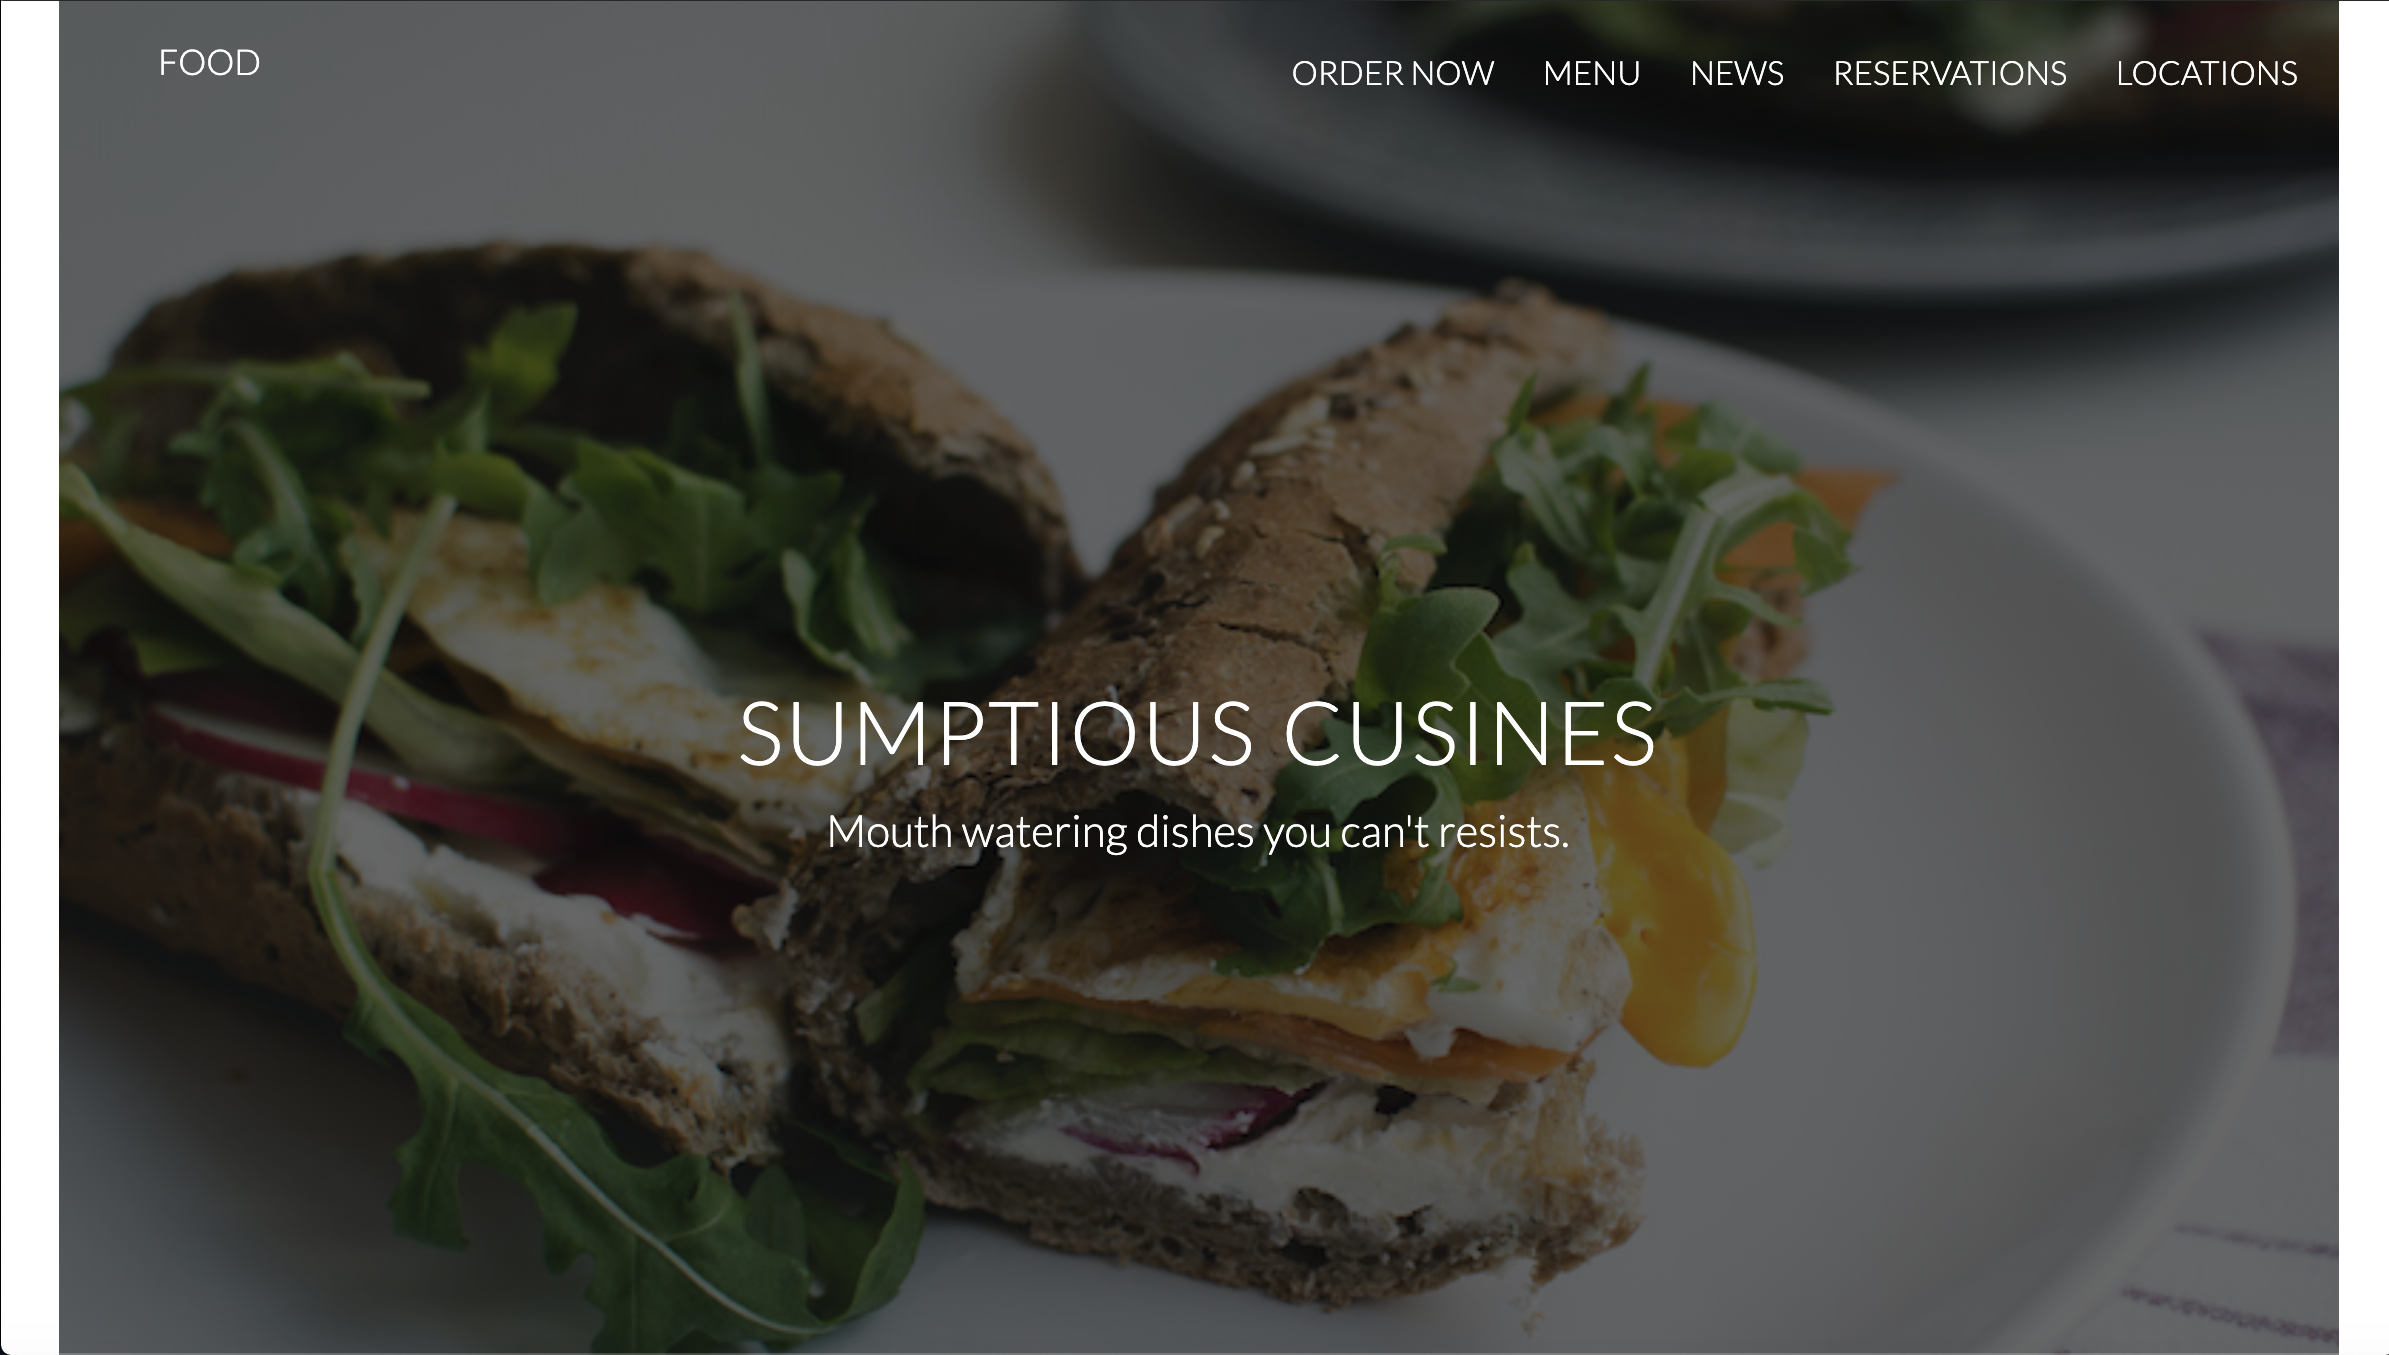 FOOD
ORDER NOW MENU NEWS RESERVATIONS LOCATIONS
SUMPTIOUS CUSINES
Mouth watering dishes you can't resists.